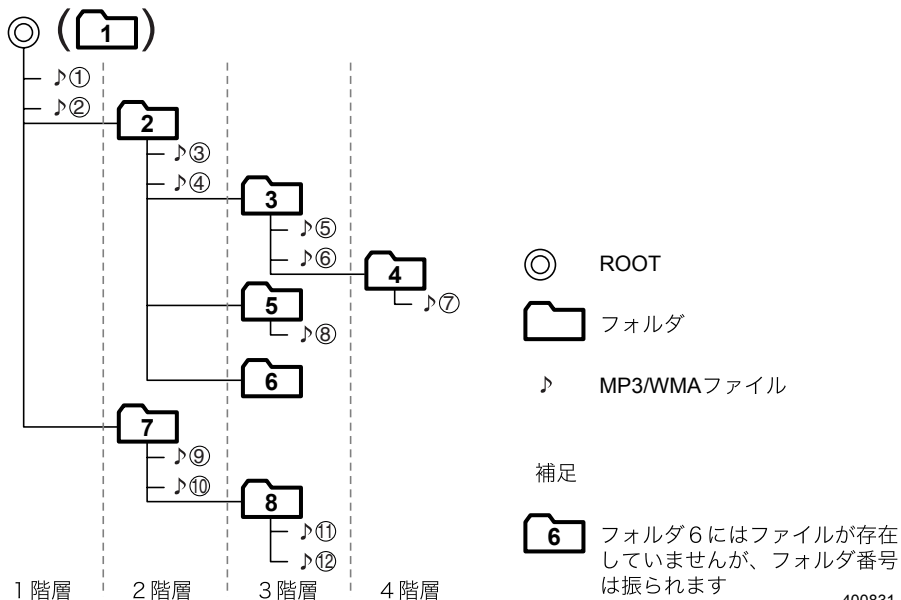 ( 1 )
♪①
♪②
2
♪③
♪④
3
♪⑤
♪⑥
4
♪⑦
5
♪⑧
6
7
♪⑨
♪⑩
8
♪⑪
♪⑫
1階層 2階層 3階層 4階層
◎ ROOT
フォルダ
♪ MP3/WMAファイル
補足
6 フォルダ6にはファイルが存在
していませんが、フォルダ番号
は振られます